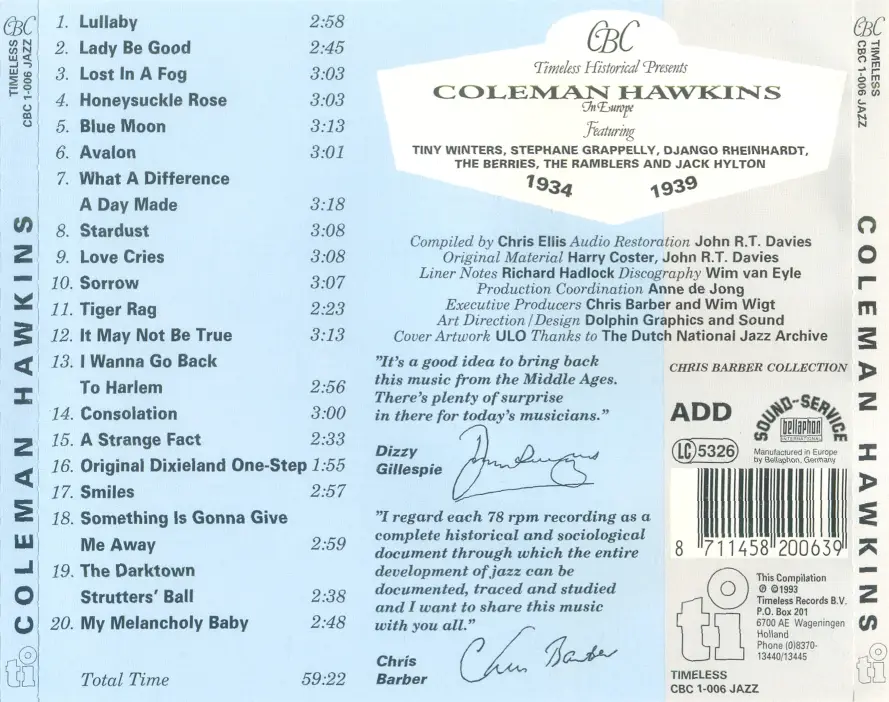 CBC
TIMELESS
CBC 1-006 JAZZ
COLEMAN HAWKINS
ti
1. Lullaby 2:58
2. Lady Be Good 2:45
3. Lost In A Fog 3:03
4. Honeysuckle Rose 3:03
5. Blue Moon 3:13
6. Avalon 3:01
7. What A Difference
A Day Made 3:18
8. Stardust 3:08
9. Love Cries 3:08
10. Sorrow 3:07
11. Tiger Rag 2:23
12. It May Not Be True 3:13
13. I Wanna Go Back
To Harlem 2:56
14. Consolation 3:00
15. A Strange Fact 2:33
16. Original Dixieland One-Step 1:55
17. Smiles 2:57
18. Something Is Gonna Give
Me Away 2:59
19. The Darktown
Strutters' Ball 2:38
20. My Melancholy Baby 2:48
Total Time 59:22
CBC
Timeless Historical Presents
COLEMAN HAWKINS
In Europe
Featuring
TINY WINTERS, STEPHANE GRAPPELLY, DJANGO RHEINHARDT,
THE BERRIES, THE RAMBLERS AND JACK HYLTON
1934 1939
Compiled by Chris Ellis Audio Restoration John R.T. Davies
Original Material Harry Coster, John R.T. Davies
Liner Notes Richard Hadlock Discography Wim van Eyle
Production Coordination Anne de Jong
Executive Producers Chris Barber and Wim Wigt
Art Direction / Design Dolphin Graphics and Sound
Cover Artwork ULO Thanks to The Dutch National Jazz Archive
"It's a good idea to bring back
this music from the Middle Ages.
There's plenty of surprise
in there for today's musicians."
Dizzy
Gillespie
"I regard each 78 rpm recording as a
complete historical and sociological
document through which the entire
development of jazz can be
documented, traced and studied
and I want to share this music
with you all."
Chris
Barber
Chris Barber
CHRIS BARBER COLLECTION
ADD
SOUND-SERVICE
bellaphon
INTERNATIONAL
LC 5326
Manufactured in Europe
by Bellaphon, Germany
8 711458 200639
ti
This Compilation
℗ ©1993
Timeless Records B.V.
P.O. Box 201
6700 AE Wageningen
Holland
Phone (0)8370-
13440/13445
TIMELESS
CBC 1-006 JAZZ
CBC
TIMELESS
CBC 1-006 JAZZ
COLEMAN HAWKINS
ti